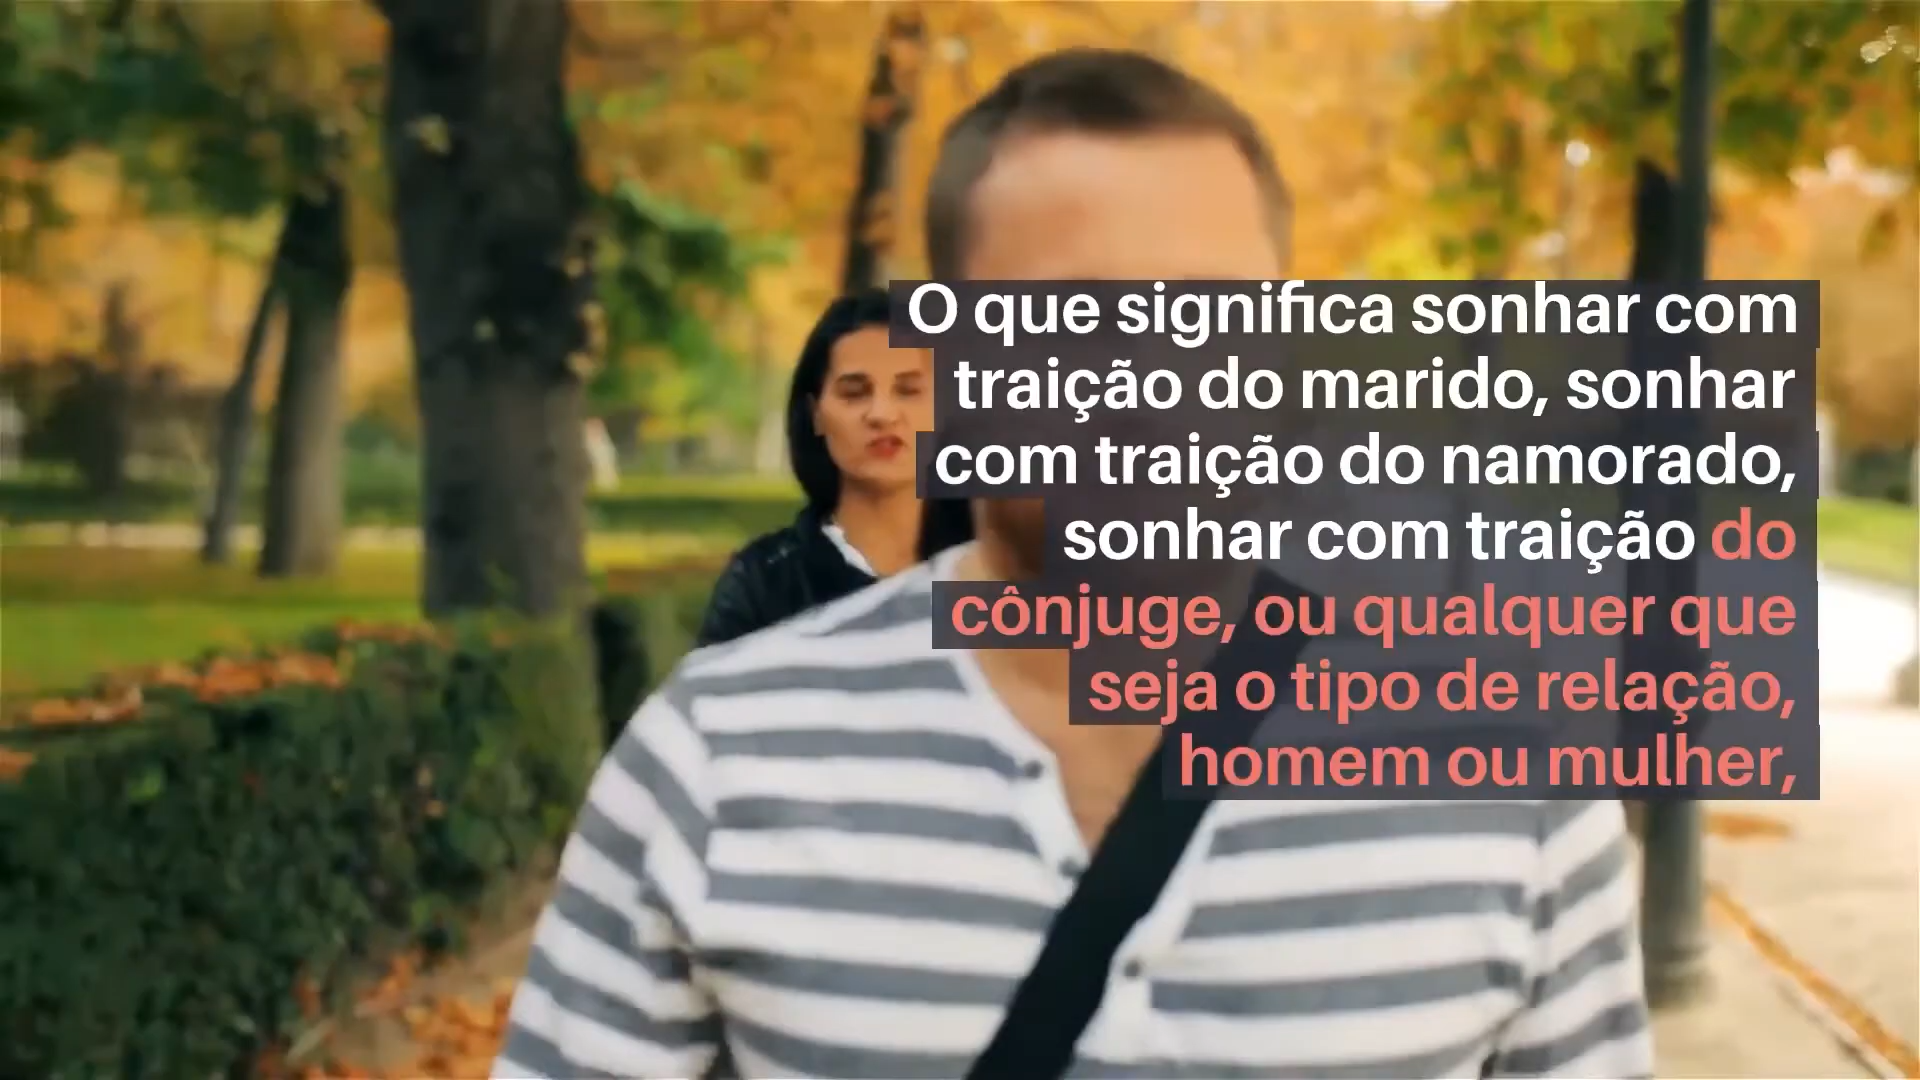 O que significa sonhar com
traição do marido, sonhar
com traição do namorado,
sonhar com traição do
cônjuge, ou qualquer que
seja o tipo de relação,
homem ou mulher,